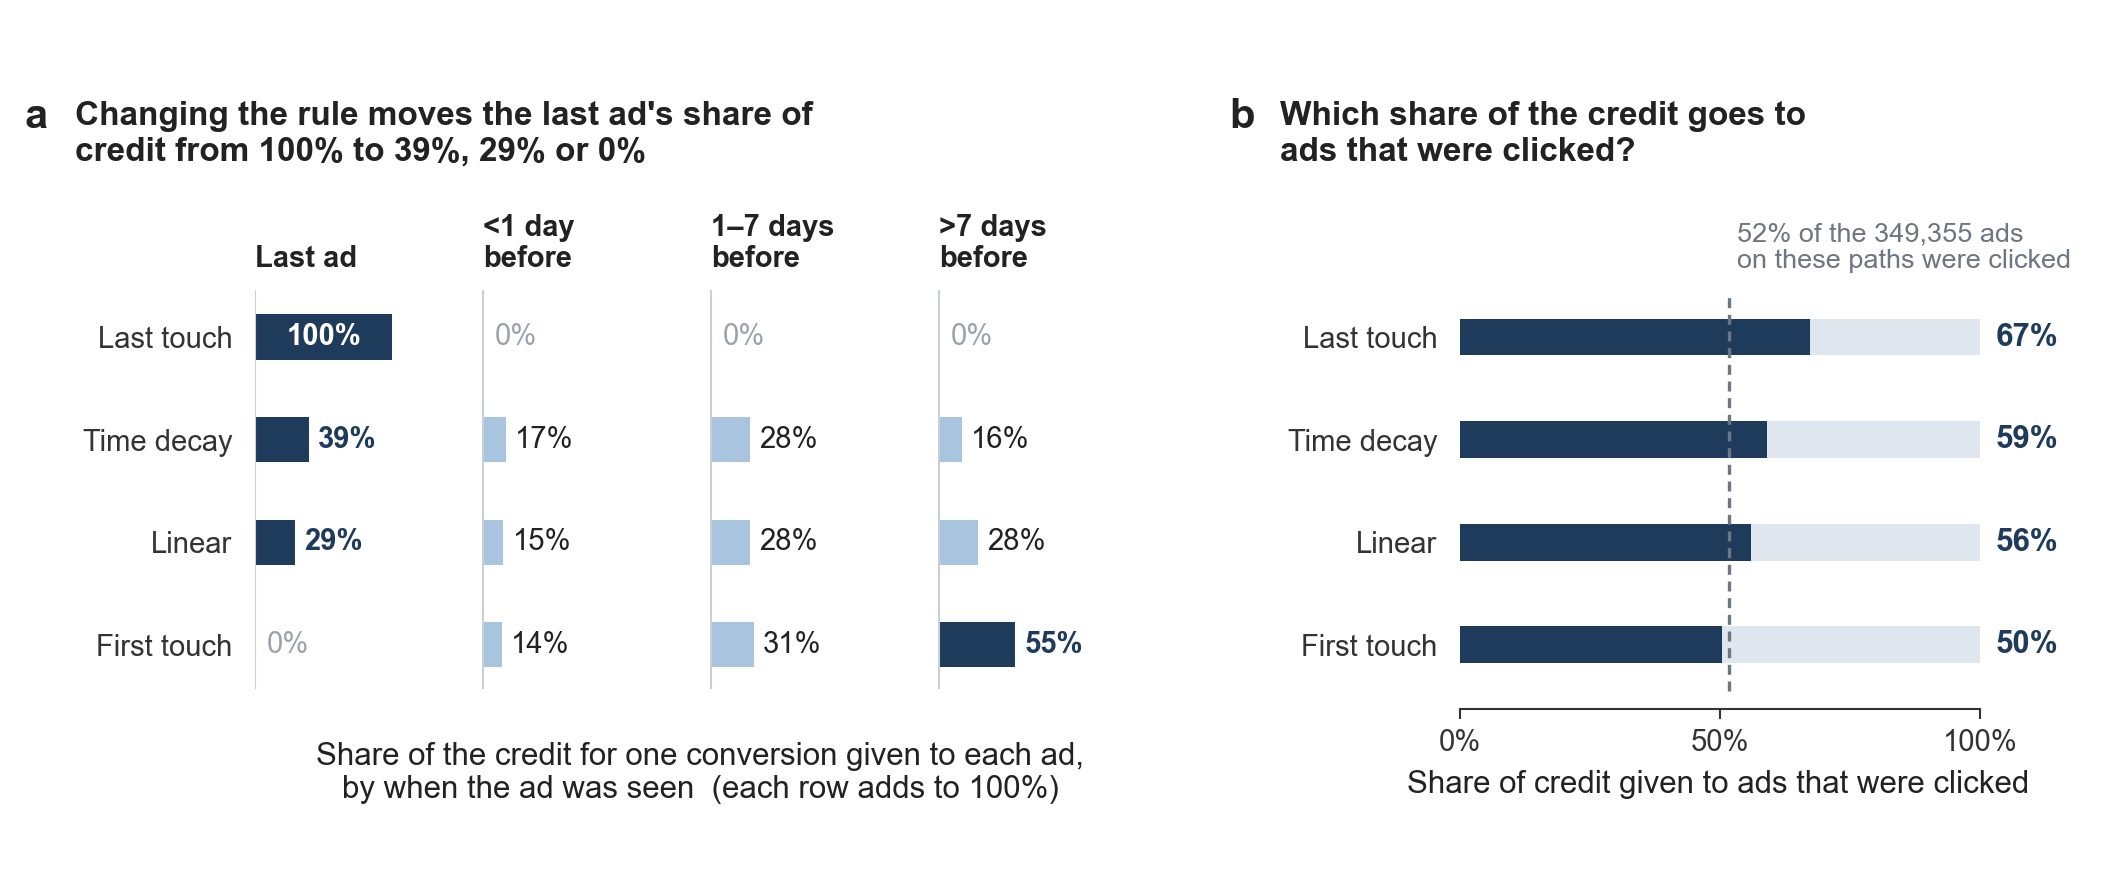 a Changing the rule moves the last ad's share of
credit from 100% to 39%, 29% or 0%
Last ad
<1 day
before
1–7 days
before
>7 days
before
Last touch 100% 0% 0% 0%
Time decay 39% 17% 28% 16%
Linear 29% 15% 28% 28%
First touch 0% 14% 31% 55%
Share of the credit for one conversion given to each ad,
by when the ad was seen (each row adds to 100%)
b Which share of the credit goes to
ads that were clicked?
52% of the 349,355 ads
on these paths were clicked
Last touch 67%
Time decay 59%
Linear 56%
First touch 50%
0% 50% 100%
Share of credit given to ads that were clicked